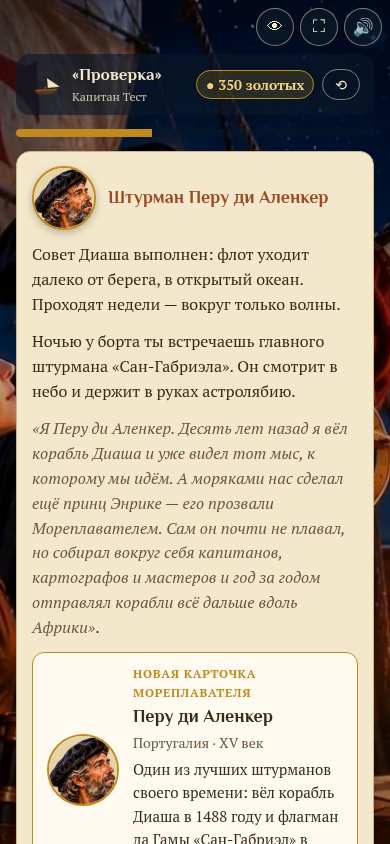 «Проверка»
Капитан Тест
● 350 золотых
Штурман Перу ди Аленкер
Совет Диаша выполнен: флот уходит
далеко от берега, в открытый океан.
Проходят недели — вокруг только волны.
Ночью у борта ты встречаешь главного
штурмана «Сан-Габриэла». Он смотрит в
небо и держит в руках астролябию.
«Я Перу ди Аленкер. Десять лет назад я вёл
корабль Диаша и уже видел тот мыс, к
которому мы идём. А моряками нас сделал
ещё принц Энрике — его прозвали
Мореплавателем. Сам он почти не плавал,
но собирал вокруг себя капитанов,
картографов и мастеров и год за годом
отправлял корабли всё дальше вдоль
Африки».
НОВАЯ КАРТОЧКА
МОРЕПЛАВАТЕЛЯ
Перу ди Аленкер
Португалия · XV век
Один из лучших штурманов
своего времени: вёл корабль
Диаша в 1488 году и флагман
да Гамы «Сан-Габриэл» в